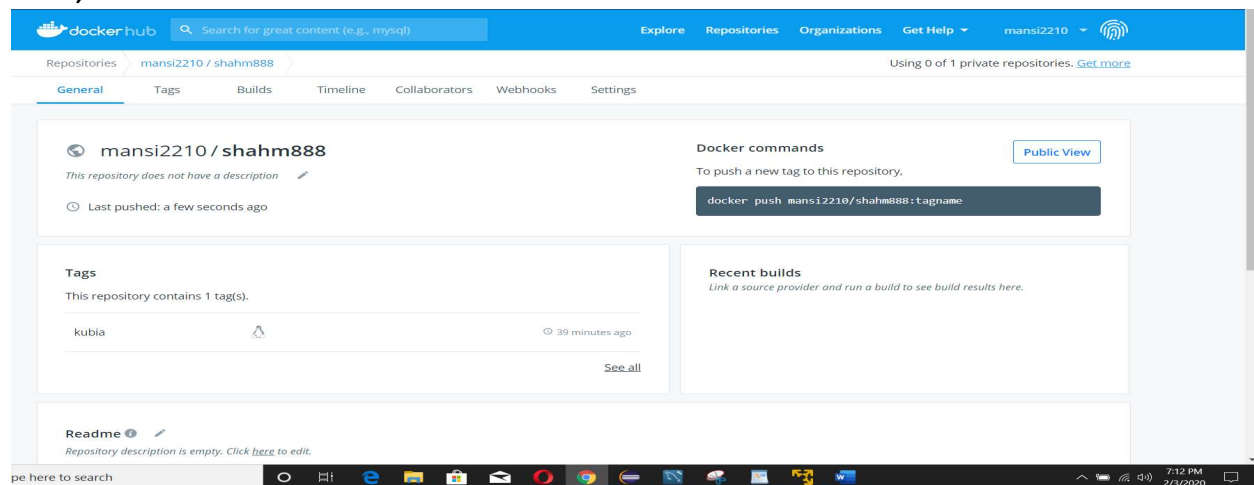 dockerhub Search for great content (e.g., mysql) Explore Repositories Organizations Get Help mansi2210
Repositories mansi2210 / shahm888 Using 0 of 1 private repositories. Get more
General Tags Builds Timeline Collaborators Webhooks Settings
mansi2210 / shahm888
This repository does not have a description
Last pushed: a few seconds ago
Docker commands
Public View
To push a new tag to this repository,
docker push mansi2210/shahm888:tagname
Tags
This repository contains 1 tag(s).
kubia 39 minutes ago
See all
Recent builds
Link a source provider and run a build to see build results here.
Readme
Repository description is empty. Click here to edit.
pe here to search
7:12 PM
2/3/2020